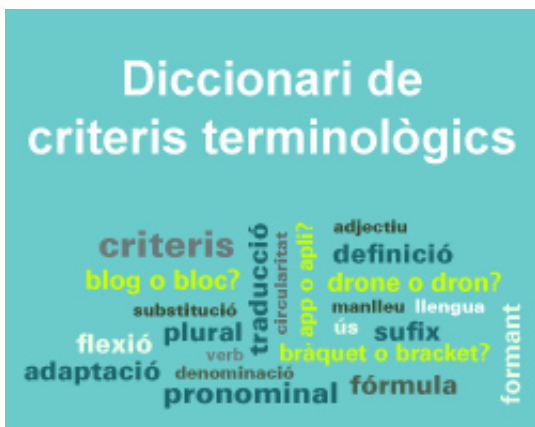 Diccionari de
criteris terminològics
criteris
traducció
circularitat
app o apli?
adjectiu
definició
blog o bloc?
drone o dron?
substitució
manlleu
llengua
flexió
plural
ús
sufix
formant
verb
bràquet o bracket?
adaptació
denominació
pronominal
fórmula